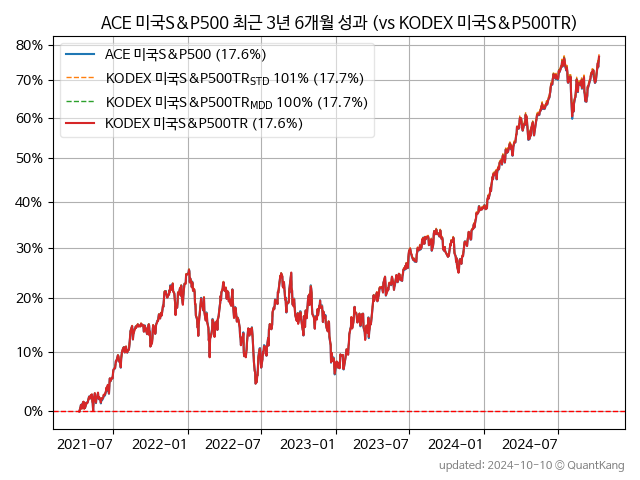 ACE 미국S&P500 최근 3년 6개월 성과 (vs KODEX 미국S&P500TR)
80%
70%
60%
50%
40%
30%
20%
10%
0%
ACE 미국S&P500 (17.6%)
KODEX 미국S&P500TR_STD 101% (17.7%)
KODEX 미국S&P500TR_MDD 100% (17.7%)
KODEX 미국S&P500TR (17.6%)
2021-07 2022-01 2022-07 2023-01 2023-07 2024-01 2024-07
updated: 2024-10-10 © QuantKang